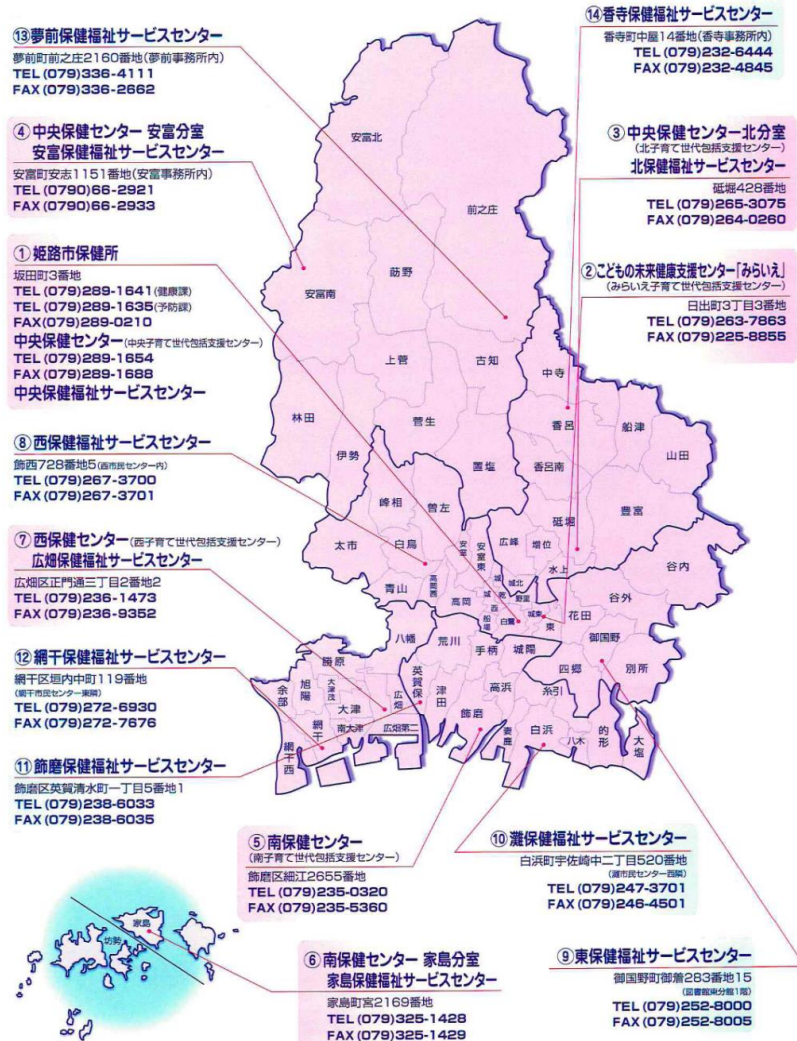 ⑬夢前保健福祉サービスセンター
夢前町前之庄2160番地(夢前事務所内)
TEL (079)336-4111
FAX (079)336-2662
④中央保健センター 安富分室
安富保健福祉サービスセンター
安富町安志1151番地(安富事務所内)
TEL (0790)66-2921
FAX (0790)66-2933
①姫路市保健所
坂田町3番地
TEL (079)289-1641(健康課)
TEL (079)289-1635(予防課)
FAX(079)289-0210
中央保健センター(中央子育て世代包括支援センター)
TEL (079)289-1654
FAX (079)289-1688
中央保健福祉サービスセンター
⑧西保健福祉サービスセンター
飾西728番地5(西市民センター内)
TEL (079)267-3700
FAX (079)267-3701
⑦西保健センター(西子育て世代包括支援センター)
広畑保健福祉サービスセンター
広畑区正門通三丁目2番地2
TEL (079)236-1473
FAX (079)236-9352
⑫網干保健福祉サービスセンター
網干区垣内中町119番地
(網干市民センター東隣)
TEL (079)272-6930
FAX (079)272-7676
⑪飾磨保健福祉サービスセンター
飾磨区英賀清水町一丁目5番地1
TEL (079)238-6033
FAX (079)238-6035
⑭香寺保健福祉サービスセンター
香寺町中屋14番地(香寺事務所内)
TEL (079)232-6444
FAX (079)232-4845
③中央保健センター北分室
(北子育て世代包括支援センター)
北保健福祉サービスセンター
砥堀428番地
TEL (079)265-3075
FAX (079)264-0260
②こどもの未来健康支援センター「みらいえ」
(みらいえ子育て世代包括支援センター)
日出町3丁目3番地
TEL (079)263-7863
FAX (079)225-8855
安富北
前之庄
安富南
莇野
上菅
古知
林田
伊勢
菅生
置塩
中寺
香呂
船津
山田
香呂南
豊富
砥堀
峰相
曽左
太市
白鳥
安室
安室東
広峰
増位
水上
青山
高岡西
高岡
城乾
城北
野里
城西
船場
白鷺
城東
東
花田
谷内
谷外
御国野
別所
四郷
八幡
荒川
手柄
城陽
勝原
余部
旭陽
大津茂
大津
広畑
英賀保
津田
高浜
糸引
網干
南大津
広畑第二
飾磨
妻鹿
白浜
八木
的形
大塩
網干西
⑤南保健センター
(南子育て世代包括支援センター)
飾磨区細江2655番地
TEL (079)235-0320
FAX (079)235-5360
⑩灘保健福祉サービスセンター
白浜町宇佐崎中二丁目520番地
(灘市民センター西隣)
TEL (079)247-3701
FAX (079)246-4501
家島
坊勢
⑥南保健センター 家島分室
家島保健福祉サービスセンター
家島町宮2169番地
TEL (079)325-1428
FAX (079)325-1429
⑨東保健福祉サービスセンター
御国野町御着283番地15
(図書館東分館1階)
TEL (079)252-8000
FAX (079)252-8005